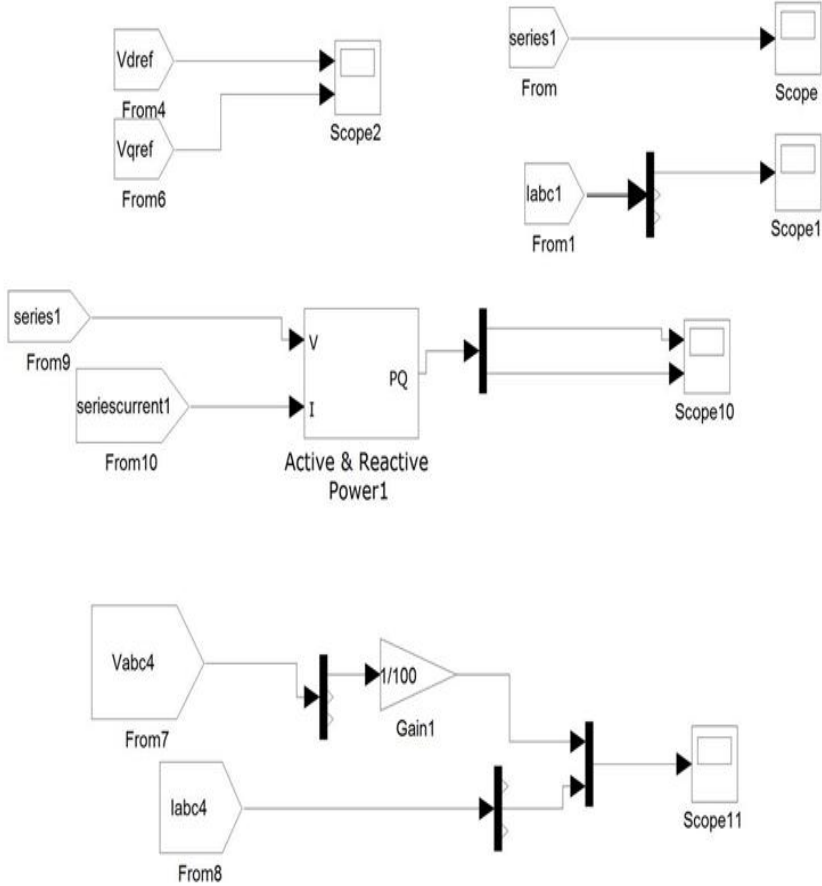 Vdref
From4
Vqref
From6
Scope2
series1
From
Scope
Iabc1
From1
Scope1
series1
From9
seriescurrent1
From10
V
I
PQ
Active & Reactive
Power1
Scope10
Vabc4
From7
1/100
Gain1
Iabc4
From8
Scope11